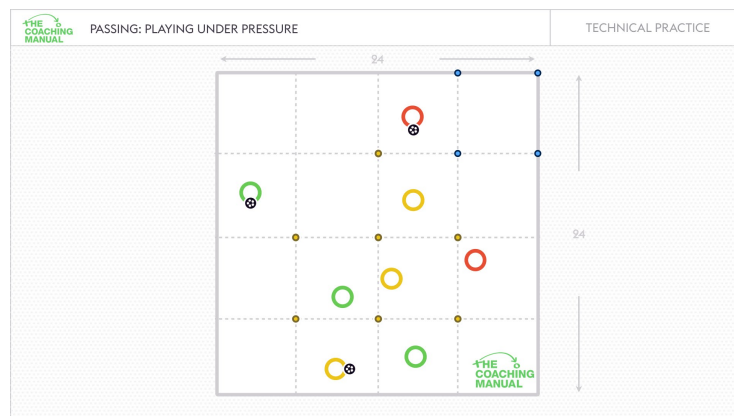 THE
COACHING
MANUAL
PASSING: PLAYING UNDER PRESSURE
TECHNICAL PRACTICE
24
24
THE
COACHING
MANUAL